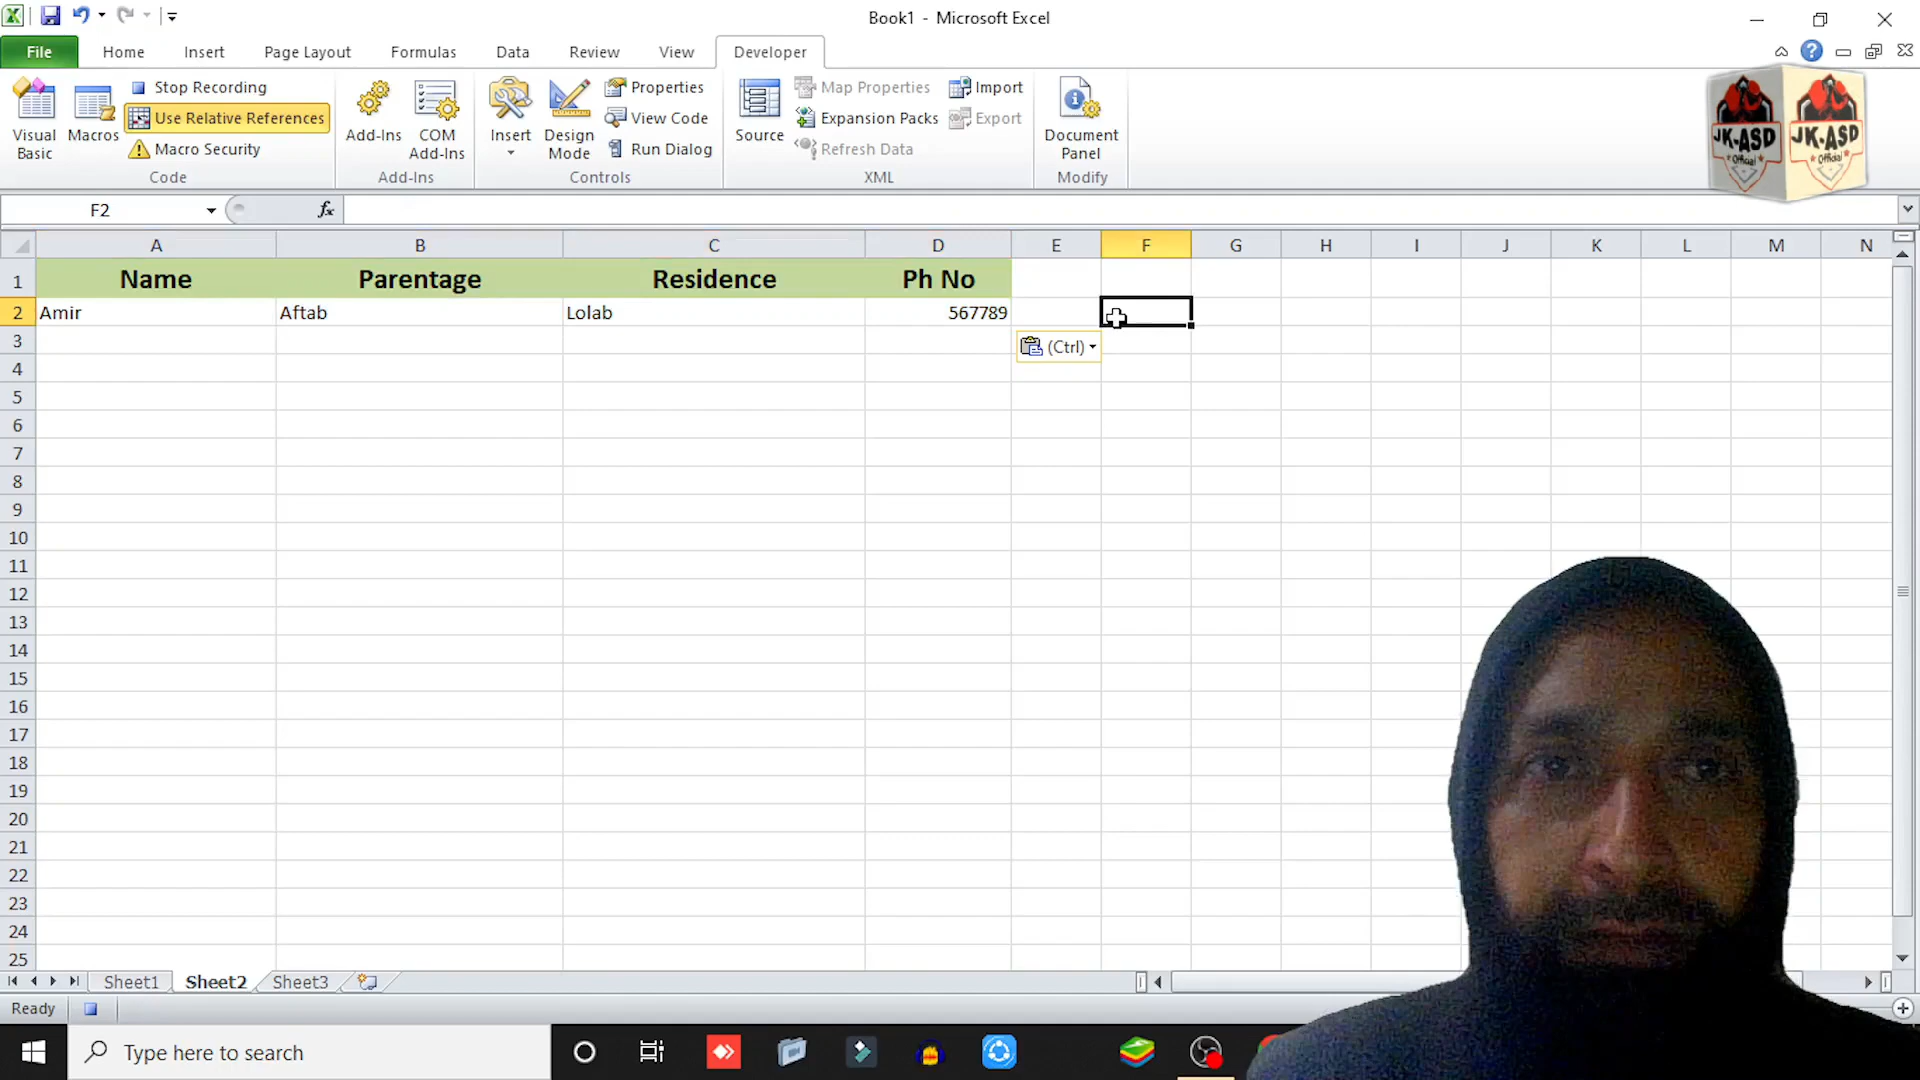 Book1 - Microsoft Excel
File Home Insert Page Layout Formulas Data Review View Developer
Stop Recording
Use Relative References
Macro Security
Visual Basic
Macros
Code
Add-Ins
COM Add-Ins
Add-Ins
Insert
Design Mode
Properties
View Code
Run Dialog
Controls
Source
Map Properties
Expansion Packs
Refresh Data
Import
Export
XML
Document Panel
Modify
JK-ASD
Official
JK-ASD
Official
F2
fx
A B C D E F G H I J K L M N
1 Name Parentage Residence Ph No
2 Amir Aftab Lolab 567789
3
(Ctrl)
4
5
6
7
8
9
10
11
12
13
14
15
16
17
18
19
20
21
22
23
24
25
Sheet1 Sheet2 Sheet3
Ready
Type here to search